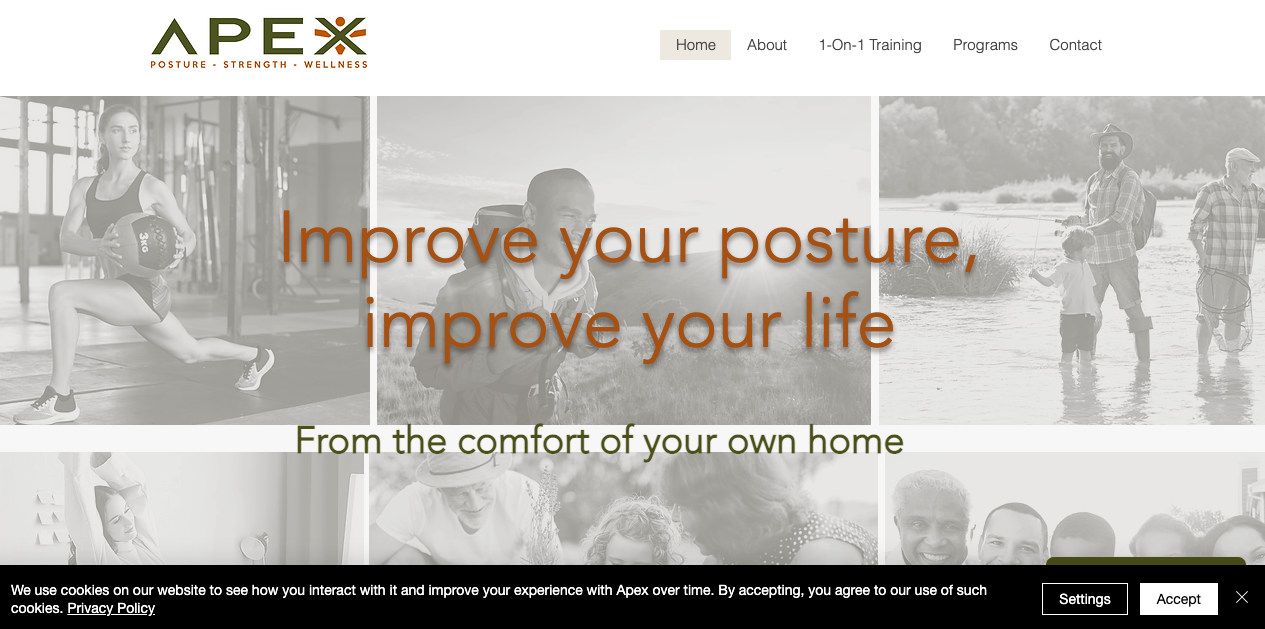 APEX
POSTURE - STRENGTH - WELLNESS
Home About 1-On-1 Training Programs Contact
3KG
Improve your posture,
improve your life
From the comfort of your own home
We use cookies on our website to see how you interact with it and improve your experience with Apex over time. By accepting, you agree to our use of such
cookies. Privacy Policy
Settings Accept